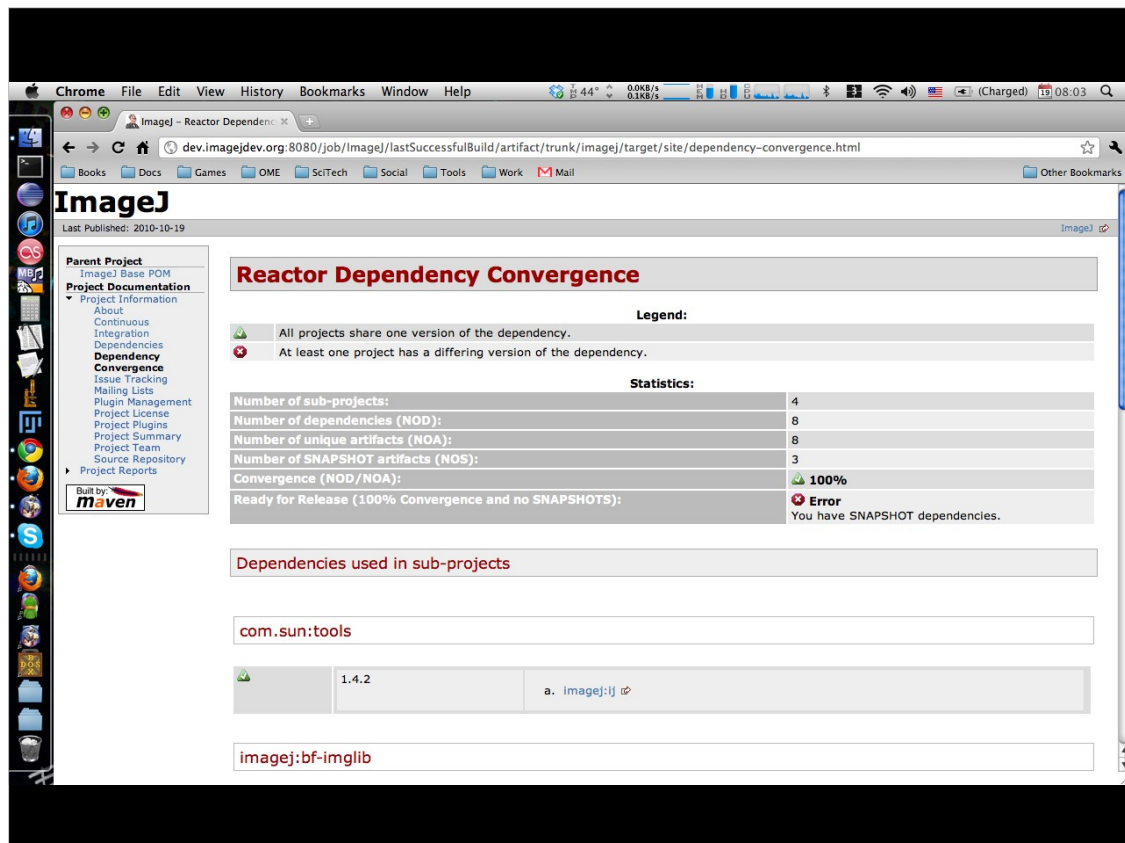 Chrome File Edit View History Bookmarks Window Help 44° 0.0KB/s 0.1KB/s (Charged) 19 08:03
ImageJ – Reactor Dependenc
dev.imagejdev.org:8080/job/ImageJ/lastSuccessfulBuild/artifact/trunk/imagej/target/site/dependency-convergence.html
Books Docs Games OME SciTech Social Tools Work Mail Other Bookmarks
ImageJ
Last Published: 2010-10-19 ImageJ
Parent Project
ImageJ Base POM
Project Documentation
Project Information
About
Continuous
Integration
Dependencies
Dependency
Convergence
Issue Tracking
Mailing Lists
Plugin Management
Project License
Project Plugins
Project Summary
Project Team
Source Repository
Project Reports
Built by:
maven
Reactor Dependency Convergence
Legend:
All projects share one version of the dependency.
At least one project has a differing version of the dependency.
Statistics:
Number of sub-projects: 4
Number of dependencies (NOD): 8
Number of unique artifacts (NOA): 8
Number of SNAPSHOT artifacts (NOS): 3
Convergence (NOD/NOA): 100%
Ready for Release (100% Convergence and no SNAPSHOTS): Error
You have SNAPSHOT dependencies.
Dependencies used in sub-projects
com.sun:tools
1.4.2 a. imagej:ij
imagej:bf-imglib